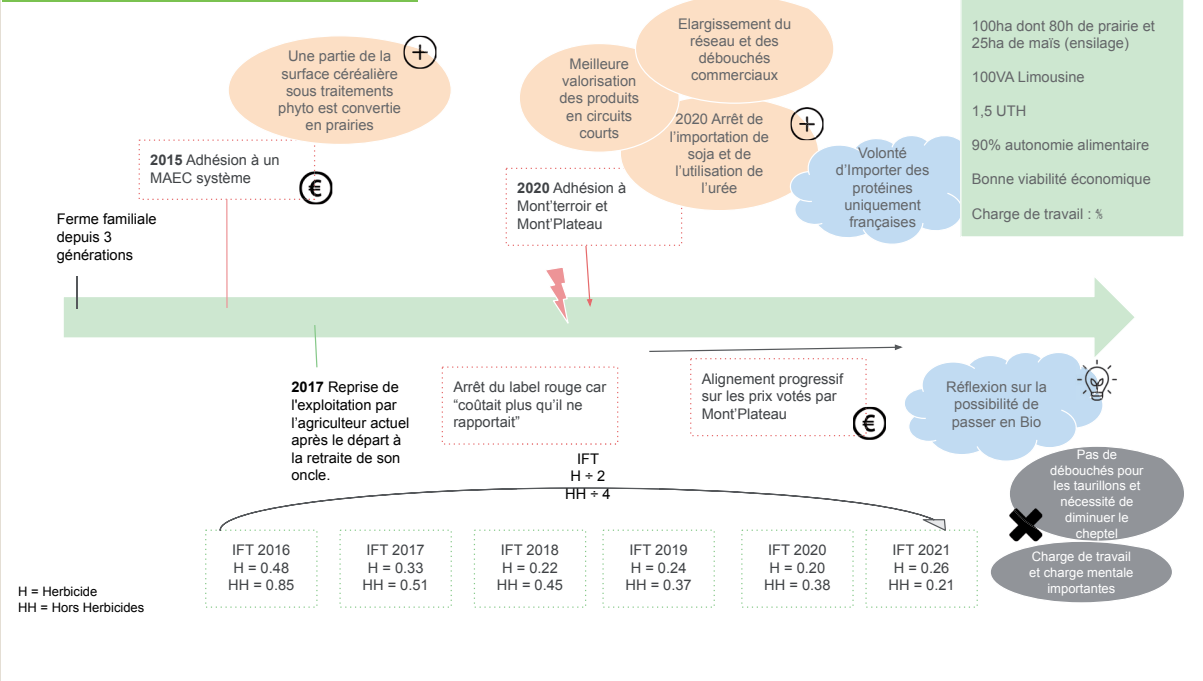 Elargissement du
réseau et des
débouchés
commerciaux
Une partie de la
surface céréalière
sous traitements
phyto est convertie
en prairies
Meilleure
valorisation
des produits
en circuits
courts
2020 Arrêt de
l'importation de
soja et de
l'utilisation de
l'urée
Volonté
d'Importer des
protéines
uniquement
françaises
100ha dont 80h de prairie et
25ha de maïs (ensilage)
100VA Limousine
1,5 UTH
90% autonomie alimentaire
Bonne viabilité économique
Charge de travail :
2015 Adhésion à un
MAEC système
€
2020 Adhésion à
Mont'terroir et
Mont'Plateau
Ferme familiale
depuis 3
générations
2017 Reprise de
l'exploitation par
l'agriculteur actuel
après le départ à
la retraite de son
oncle.
Arrêt du label rouge car
“coûtait plus qu'il ne
rapportait”
Alignement progressif
sur les prix votés par
Mont'Plateau
€
Réflexion sur la
possibilité de
passer en Bio
Pas de
débouchés pour
les taurillons et
nécessité de
diminuer le
cheptel
Charge de travail
et charge mentale
importantes
IFT
H ÷ 2
HH ÷ 4
IFT 2016
H = 0.48
HH = 0.85
IFT 2017
H = 0.33
HH = 0.51
IFT 2018
H = 0.22
HH = 0.45
IFT 2019
H = 0.24
HH = 0.37
IFT 2020
H = 0.20
HH = 0.38
IFT 2021
H = 0.26
HH = 0.21
H = Herbicide
HH = Hors Herbicides